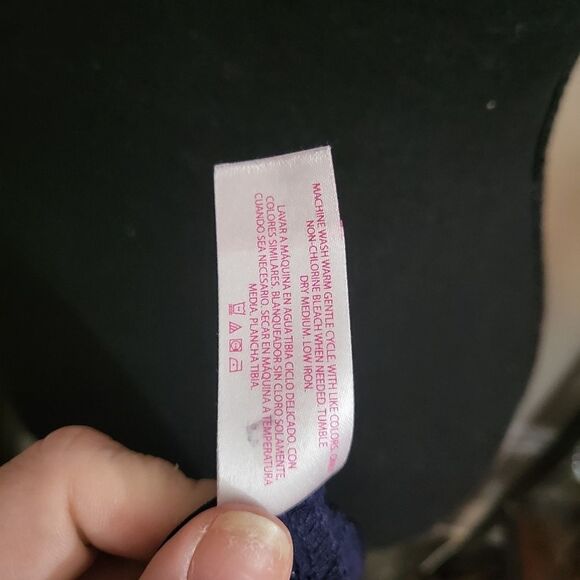 MACHINE WASH WARM GENTLE CYCLE, WITH LIKE COLORS,
NON-CHLORINE BLEACH WHEN NEEDED, TUMBLE
DRY MEDIUM. LOW IRON.
LAVAR A MÁQUINA EN AGUA TIBIA CICLO DELICADO, CON
COLORES SIMILARES, BLANQUEADOR SIN CLORO SOLAMENTE
CUANDO SEA NECESARIO, SECAR EN MÁQUINA A TEMPERATURA
MEDIA. PLANCHA TIBIA.